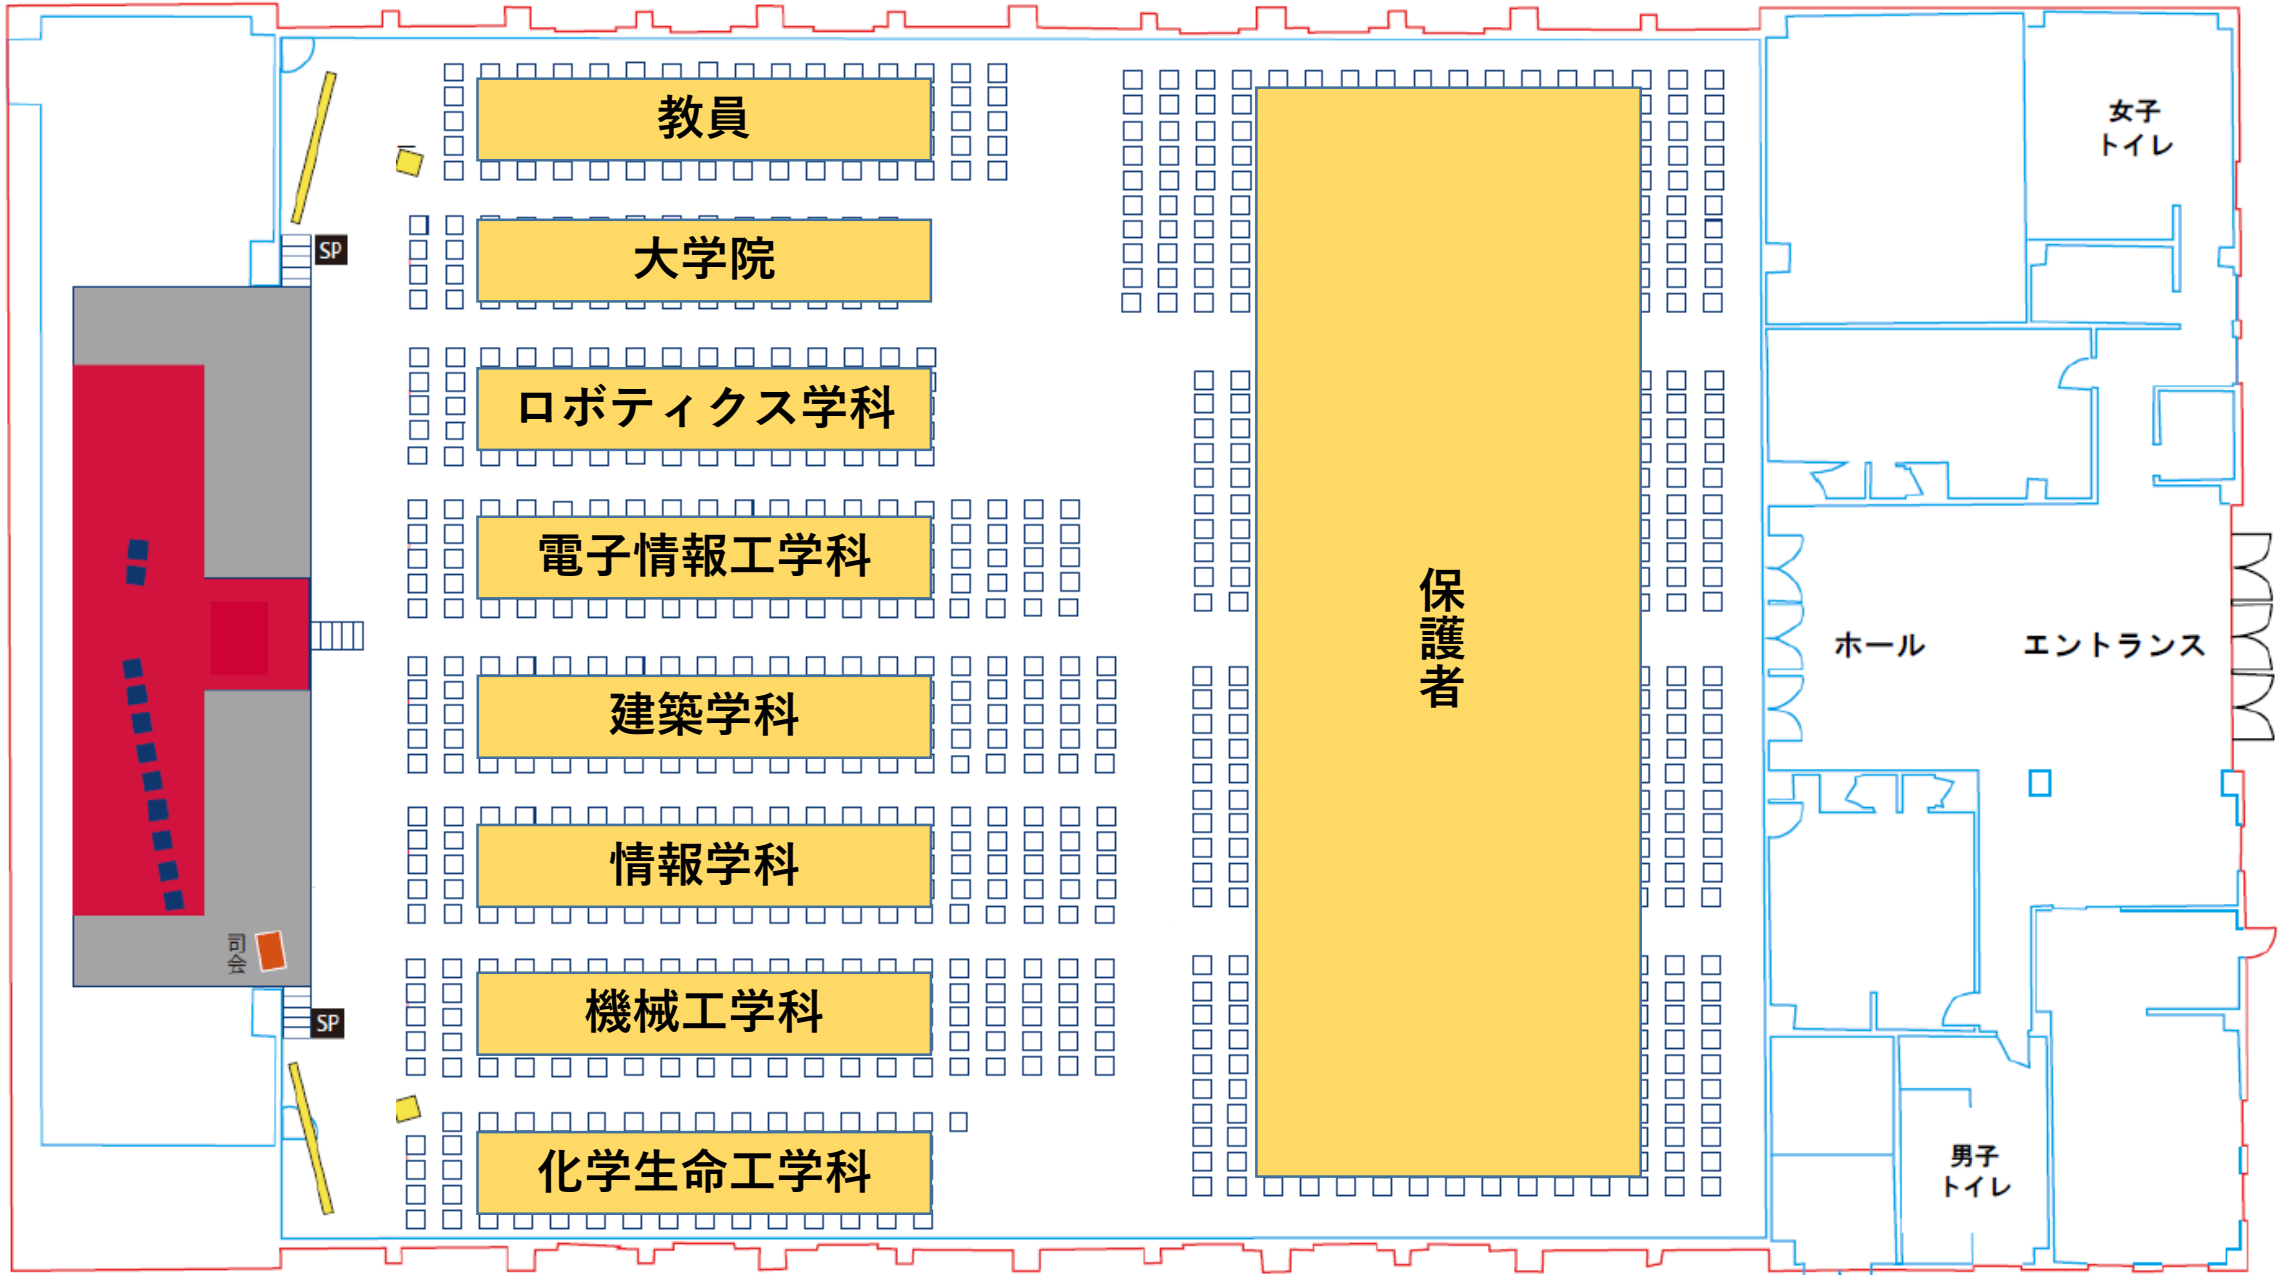 教員
大学院
ロボティクス学科
電子情報工学科
建築学科
情報学科
機械工学科
化学生命工学科
保護者
SP
SP
司会
女子
トイレ
ホール
エントランス
男子
トイレ